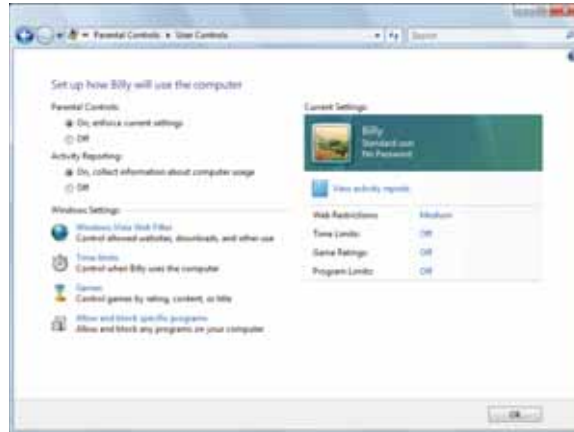 Parental Controls ▸ User Controls
Search
Set up how Billy will use the computer
Parental Controls:
On, enforce current settings
Off
Activity Reporting:
On, collect information about computer usage
Off
Windows Settings:
Windows Vista Web Filter
Control allowed websites, downloads, and other use
Time limits
Control when Billy uses the computer
Games
Control games by rating, content, or title
Allow and block specific programs
Allow and block any programs on your computer
Current Settings:
Billy
Standard user
No Password
View activity reports
Web Restrictions: Medium
Time Limits: Off
Game Ratings: Off
Program Limits: Off
OK